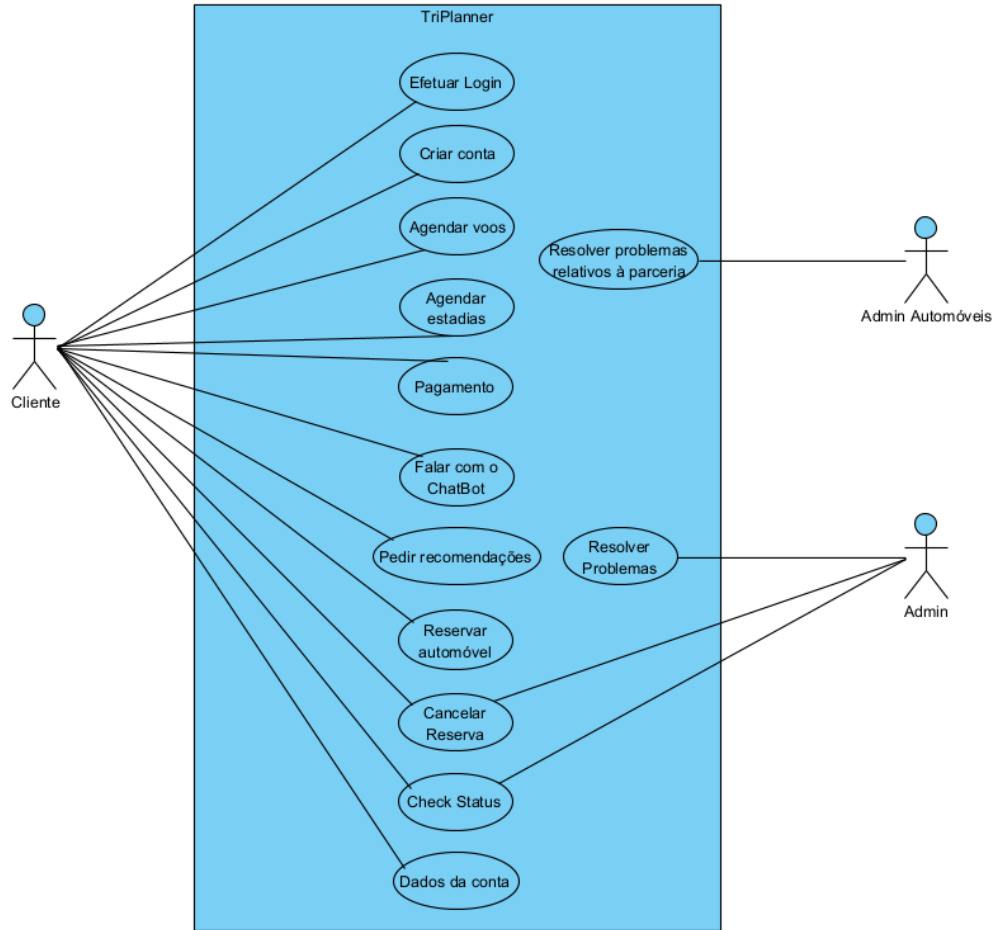 TriPlanner
Efetuar Login
Criar conta
Agendar voos
Resolver problemas
relativos à parceria
Admin Automóveis
Agendar
estadias
Cliente
Pagamento
Falar com o
ChatBot
Pedir recomendações
Resolver
Problemas
Admin
Reservar
automóvel
Cancelar
Reserva
Check Status
Dados da conta